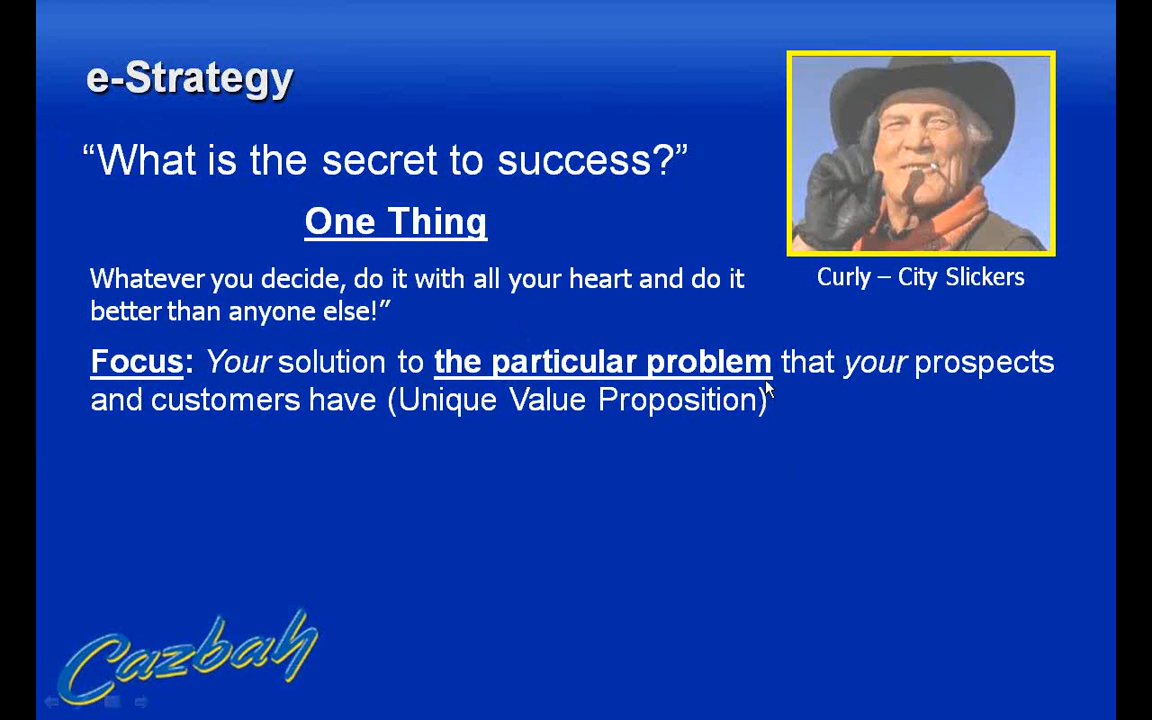 e-Strategy
“What is the secret to success?”
One Thing
Whatever you decide, do it with all your heart and do it
better than anyone else!”
Curly – City Slickers
Focus: Your solution to the particular problem that your prospects
and customers have (Unique Value Proposition)
Cazbah